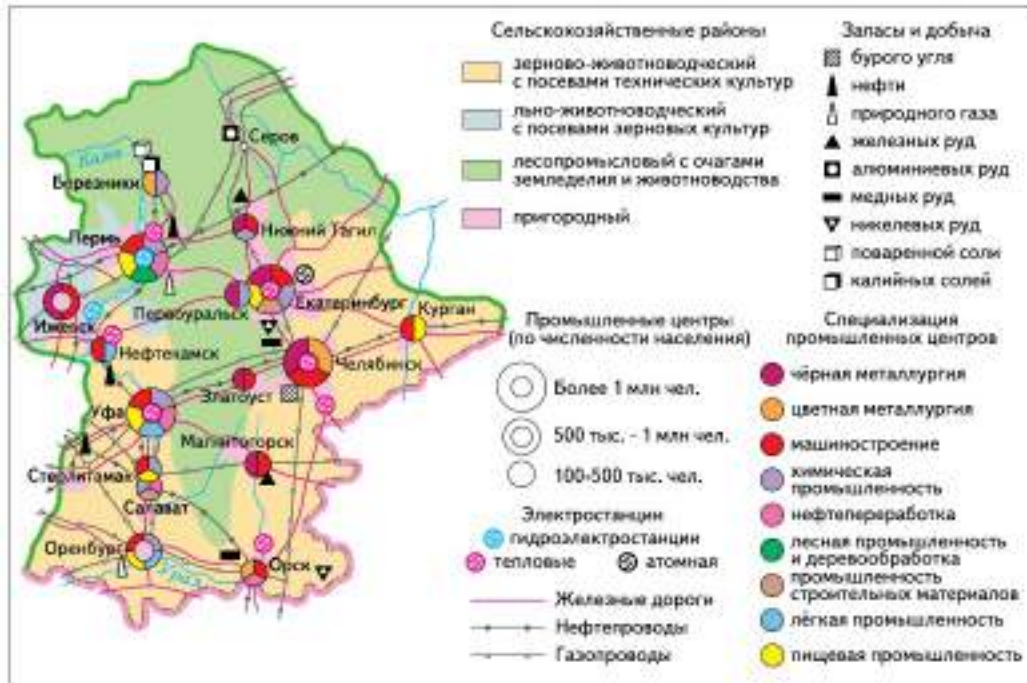 Серов
Кама
Березники
Пермь
Нижний Тагил
Первоуральск
Екатеринбург
Курган
Ижевск
Нефтекамск
Челябинск
Златоуст
Уфа
Магнитогорск
Стерлитамак
Салават
Оренбург
Урал
Орск
Сельскохозяйственные районы
зерново-животноводческий
с посевами технических культур
льно-животноводческий
с посевами зерновых культур
лесопромысловый с очагами
земледелия и животноводства
пригородный
Промышленные центры
(по численности населения)
Более 1 млн чел.
500 тыс. - 1 млн чел.
100-500 тыс. чел.
Электростанции
гидроэлектростанции
тепловые
атомная
Железные дороги
Нефтепроводы
Газопроводы
Запасы и добыча
бурого угля
нефти
природного газа
железных руд
алюминиевых руд
медных руд
никелевых руд
поваренной соли
калийных солей
Специализация
промышленных центров
чёрная металлургия
цветная металлургия
машиностроение
химическая
промышленность
нефтепереработка
лесная промышленность
и деревообработка
промышленность
строительных материалов
лёгкая промышленность
пищевая промышленность